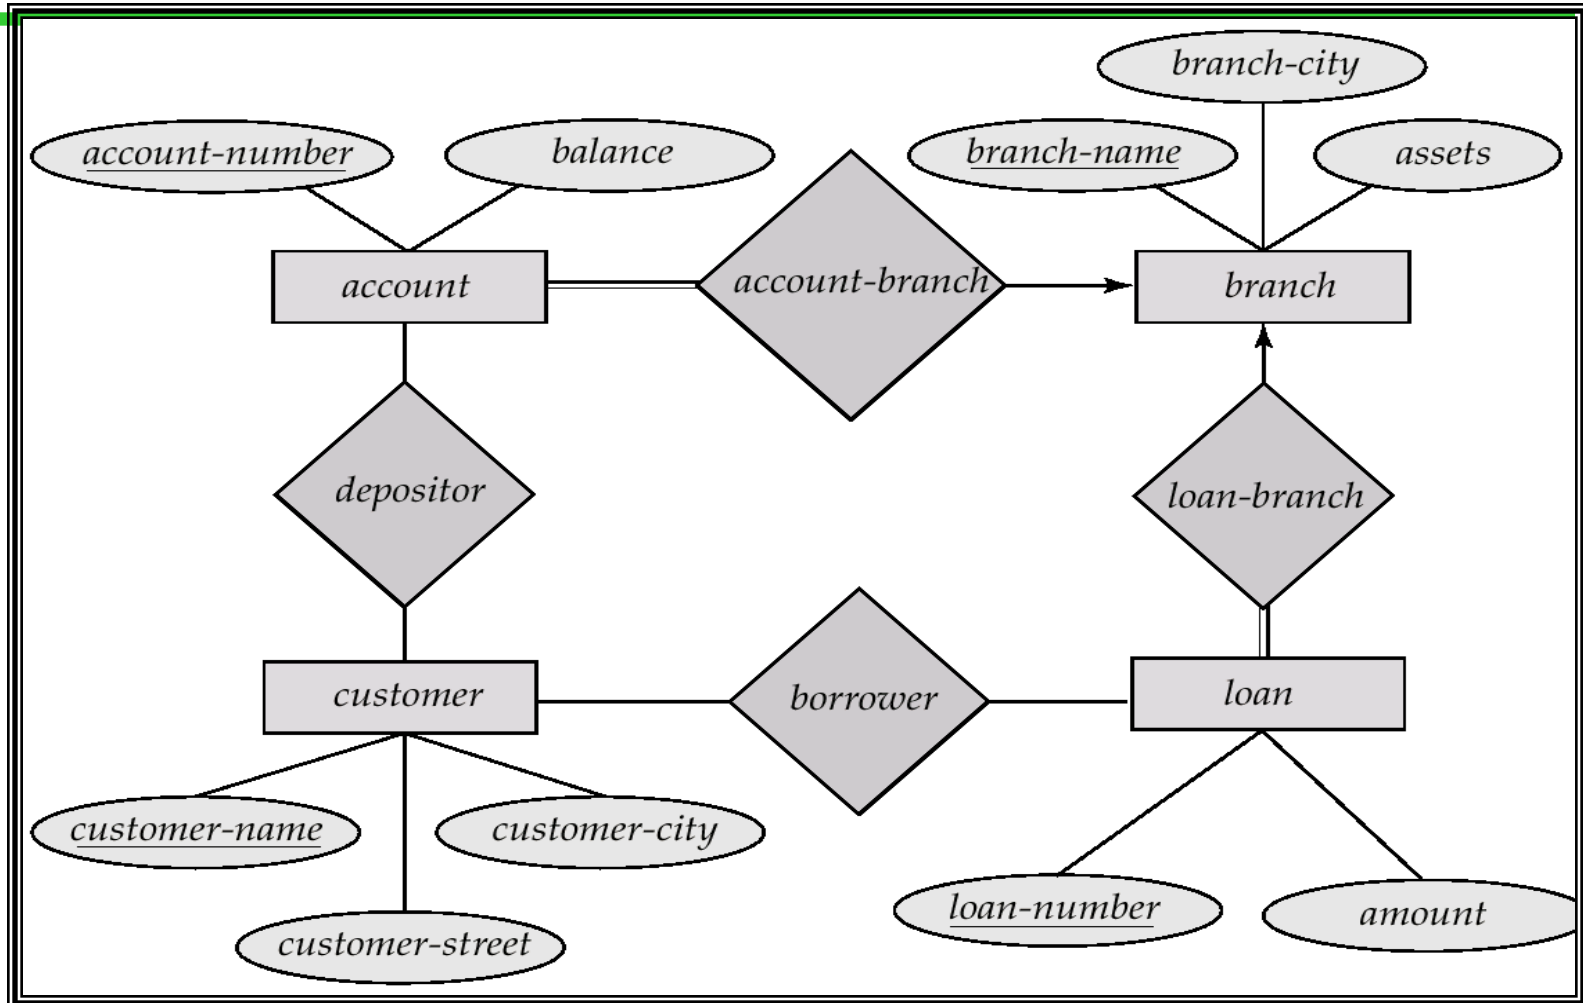 branch-city
account-number
balance
branch-name
assets
account
account-branch
branch
depositor
loan-branch
customer
borrower
loan
customer-name
customer-city
loan-number
amount
customer-street